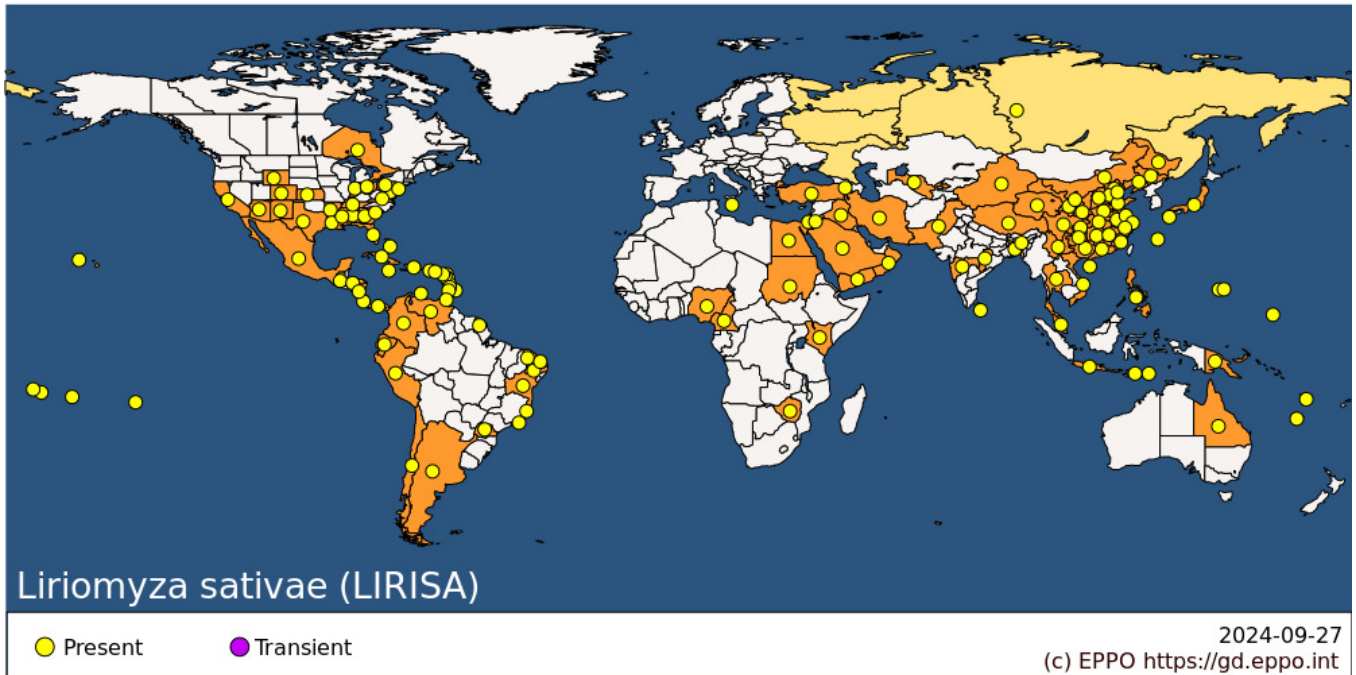 Liriomyza sativae (LIRISA)
Present
Transient
2024-09-27
(c) EPPO https://gd.eppo.int